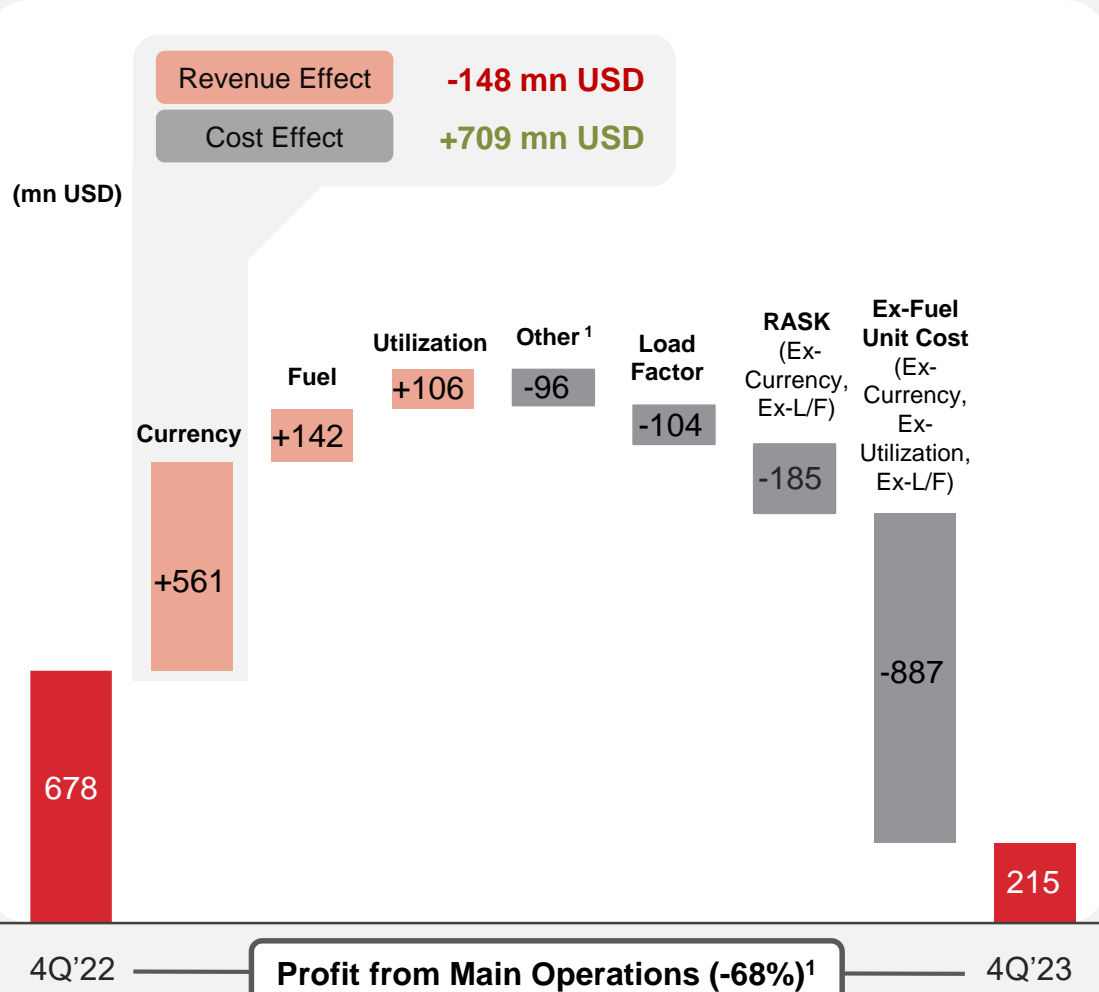 Revenue Effect
-148 mn USD
Cost Effect
+709 mn USD
(mn USD)
Currency
+561
Fuel
+142
Utilization
+106
Other ¹
-96
Load
Factor
-104
RASK
(Ex-
Currency,
Ex-L/F)
-185
Ex-Fuel
Unit Cost
(Ex-
Currency,
Ex-
Utilization,
Ex-L/F)
-887
678
215
4Q’22
Profit from Main Operations (-68%)¹
4Q’23